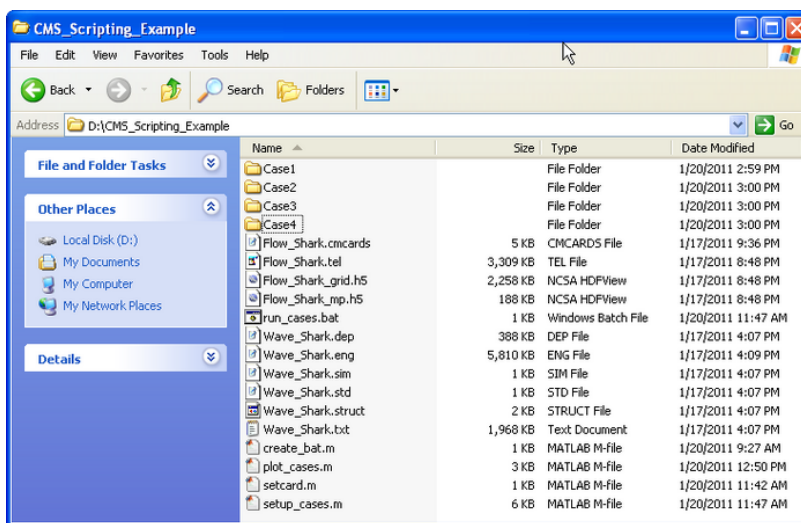 CMS_Scripting_Example
File Edit View Favorites Tools Help
Back Search Folders
Address D:\CMS_Scripting_Example Go
File and Folder Tasks
Other Places
Local Disk (D:)
My Documents
My Computer
My Network Places
Details
Name Size Type Date Modified
Case1 File Folder 1/20/2011 2:59 PM
Case2 File Folder 1/20/2011 3:00 PM
Case3 File Folder 1/20/2011 3:00 PM
Case4 File Folder 1/20/2011 3:00 PM
Flow_Shark.cmcards 5 KB CMCARDS File 1/17/2011 9:36 PM
Flow_Shark.tel 3,309 KB TEL File 1/17/2011 8:48 PM
Flow_Shark_grid.h5 2,258 KB NCSA HDFView 1/17/2011 8:48 PM
Flow_Shark_mp.h5 188 KB NCSA HDFView 1/17/2011 8:48 PM
run_cases.bat 1 KB Windows Batch File 1/20/2011 11:47 AM
Wave_Shark.dep 388 KB DEP File 1/17/2011 4:07 PM
Wave_Shark.eng 5,810 KB ENG File 1/17/2011 4:09 PM
Wave_Shark.sim 1 KB SIM File 1/17/2011 4:07 PM
Wave_Shark.std 1 KB STD File 1/17/2011 4:07 PM
Wave_Shark.struct 2 KB STRUCT File 1/17/2011 4:07 PM
Wave_Shark.txt 1,968 KB Text Document 1/17/2011 4:07 PM
create_bat.m 1 KB MATLAB M-file 1/20/2011 9:27 AM
plot_cases.m 3 KB MATLAB M-file 1/20/2011 12:50 PM
setcard.m 1 KB MATLAB M-file 1/20/2011 11:42 AM
setup_cases.m 6 KB MATLAB M-file 1/20/2011 11:47 AM